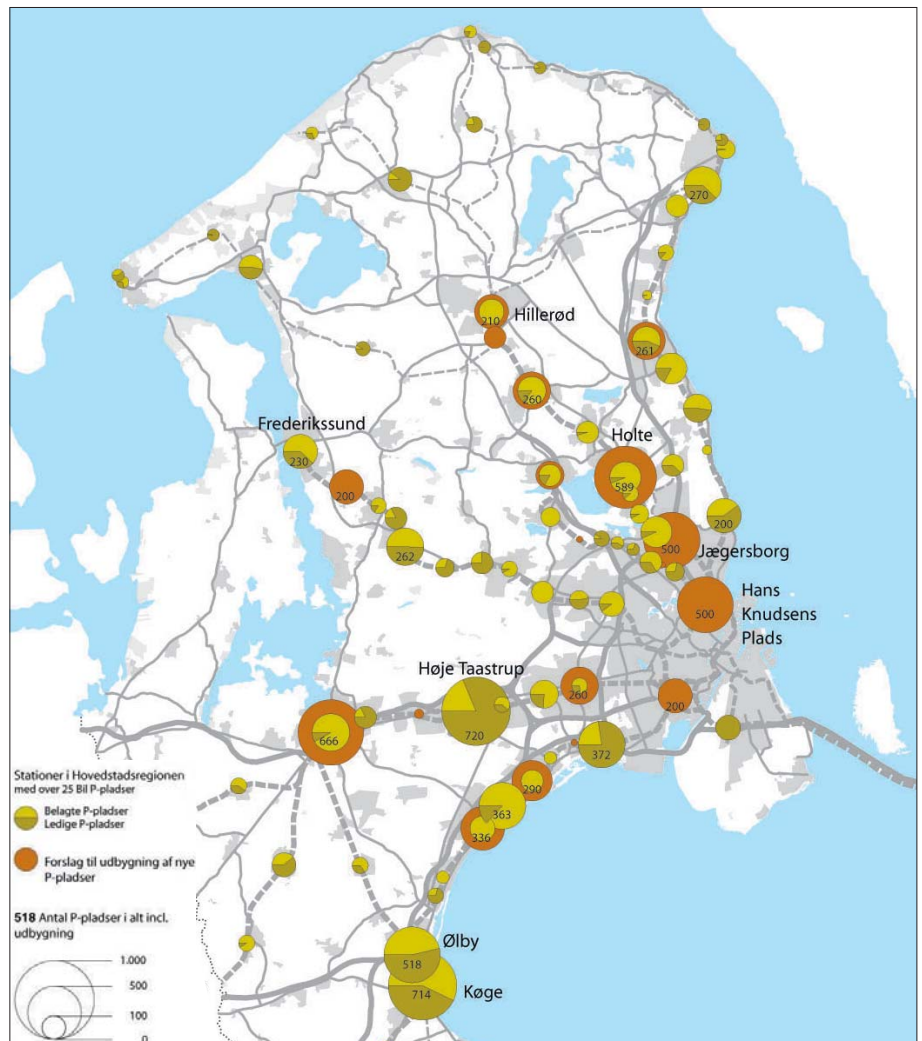 270
Hillerød
210
261
260
Frederikssund
230
Holte
589
200
262
200
500
Jægersborg
500
Hans
Knudsens
Plads
Høje Taastrup
260
200
720
666
372
290
363
336
Ølby
518
714
Køge
Stationer i Hovedstadsregionen
med over 25 Bil P-pladser
Belagte P-pladser
Ledige P-pladser
Forslag til udbygning af nye
P-pladser
518 Antal P-pladser i alt incl.
udbygning
1.000
500
100
0